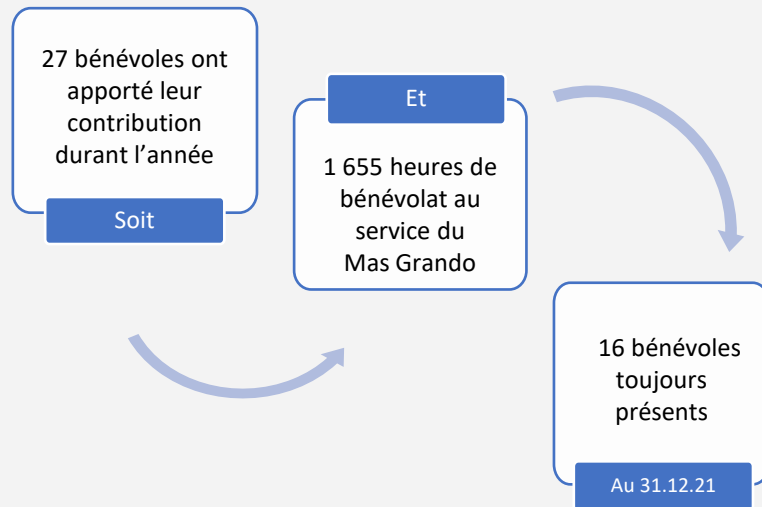 27 bénévoles ont
apporté leur
contribution
durant l’année
Soit
Et
1 655 heures de
bénévolat au
service du
Mas Grando
16 bénévoles
toujours
présents
Au 31.12.21